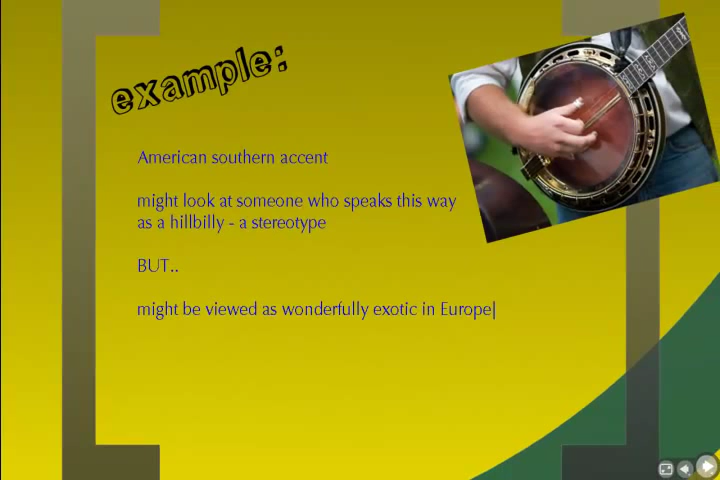 example:
American southern accent
might look at someone who speaks this way
as a hillbilly - a stereotype
BUT..
might be viewed as wonderfully exotic in Europe|